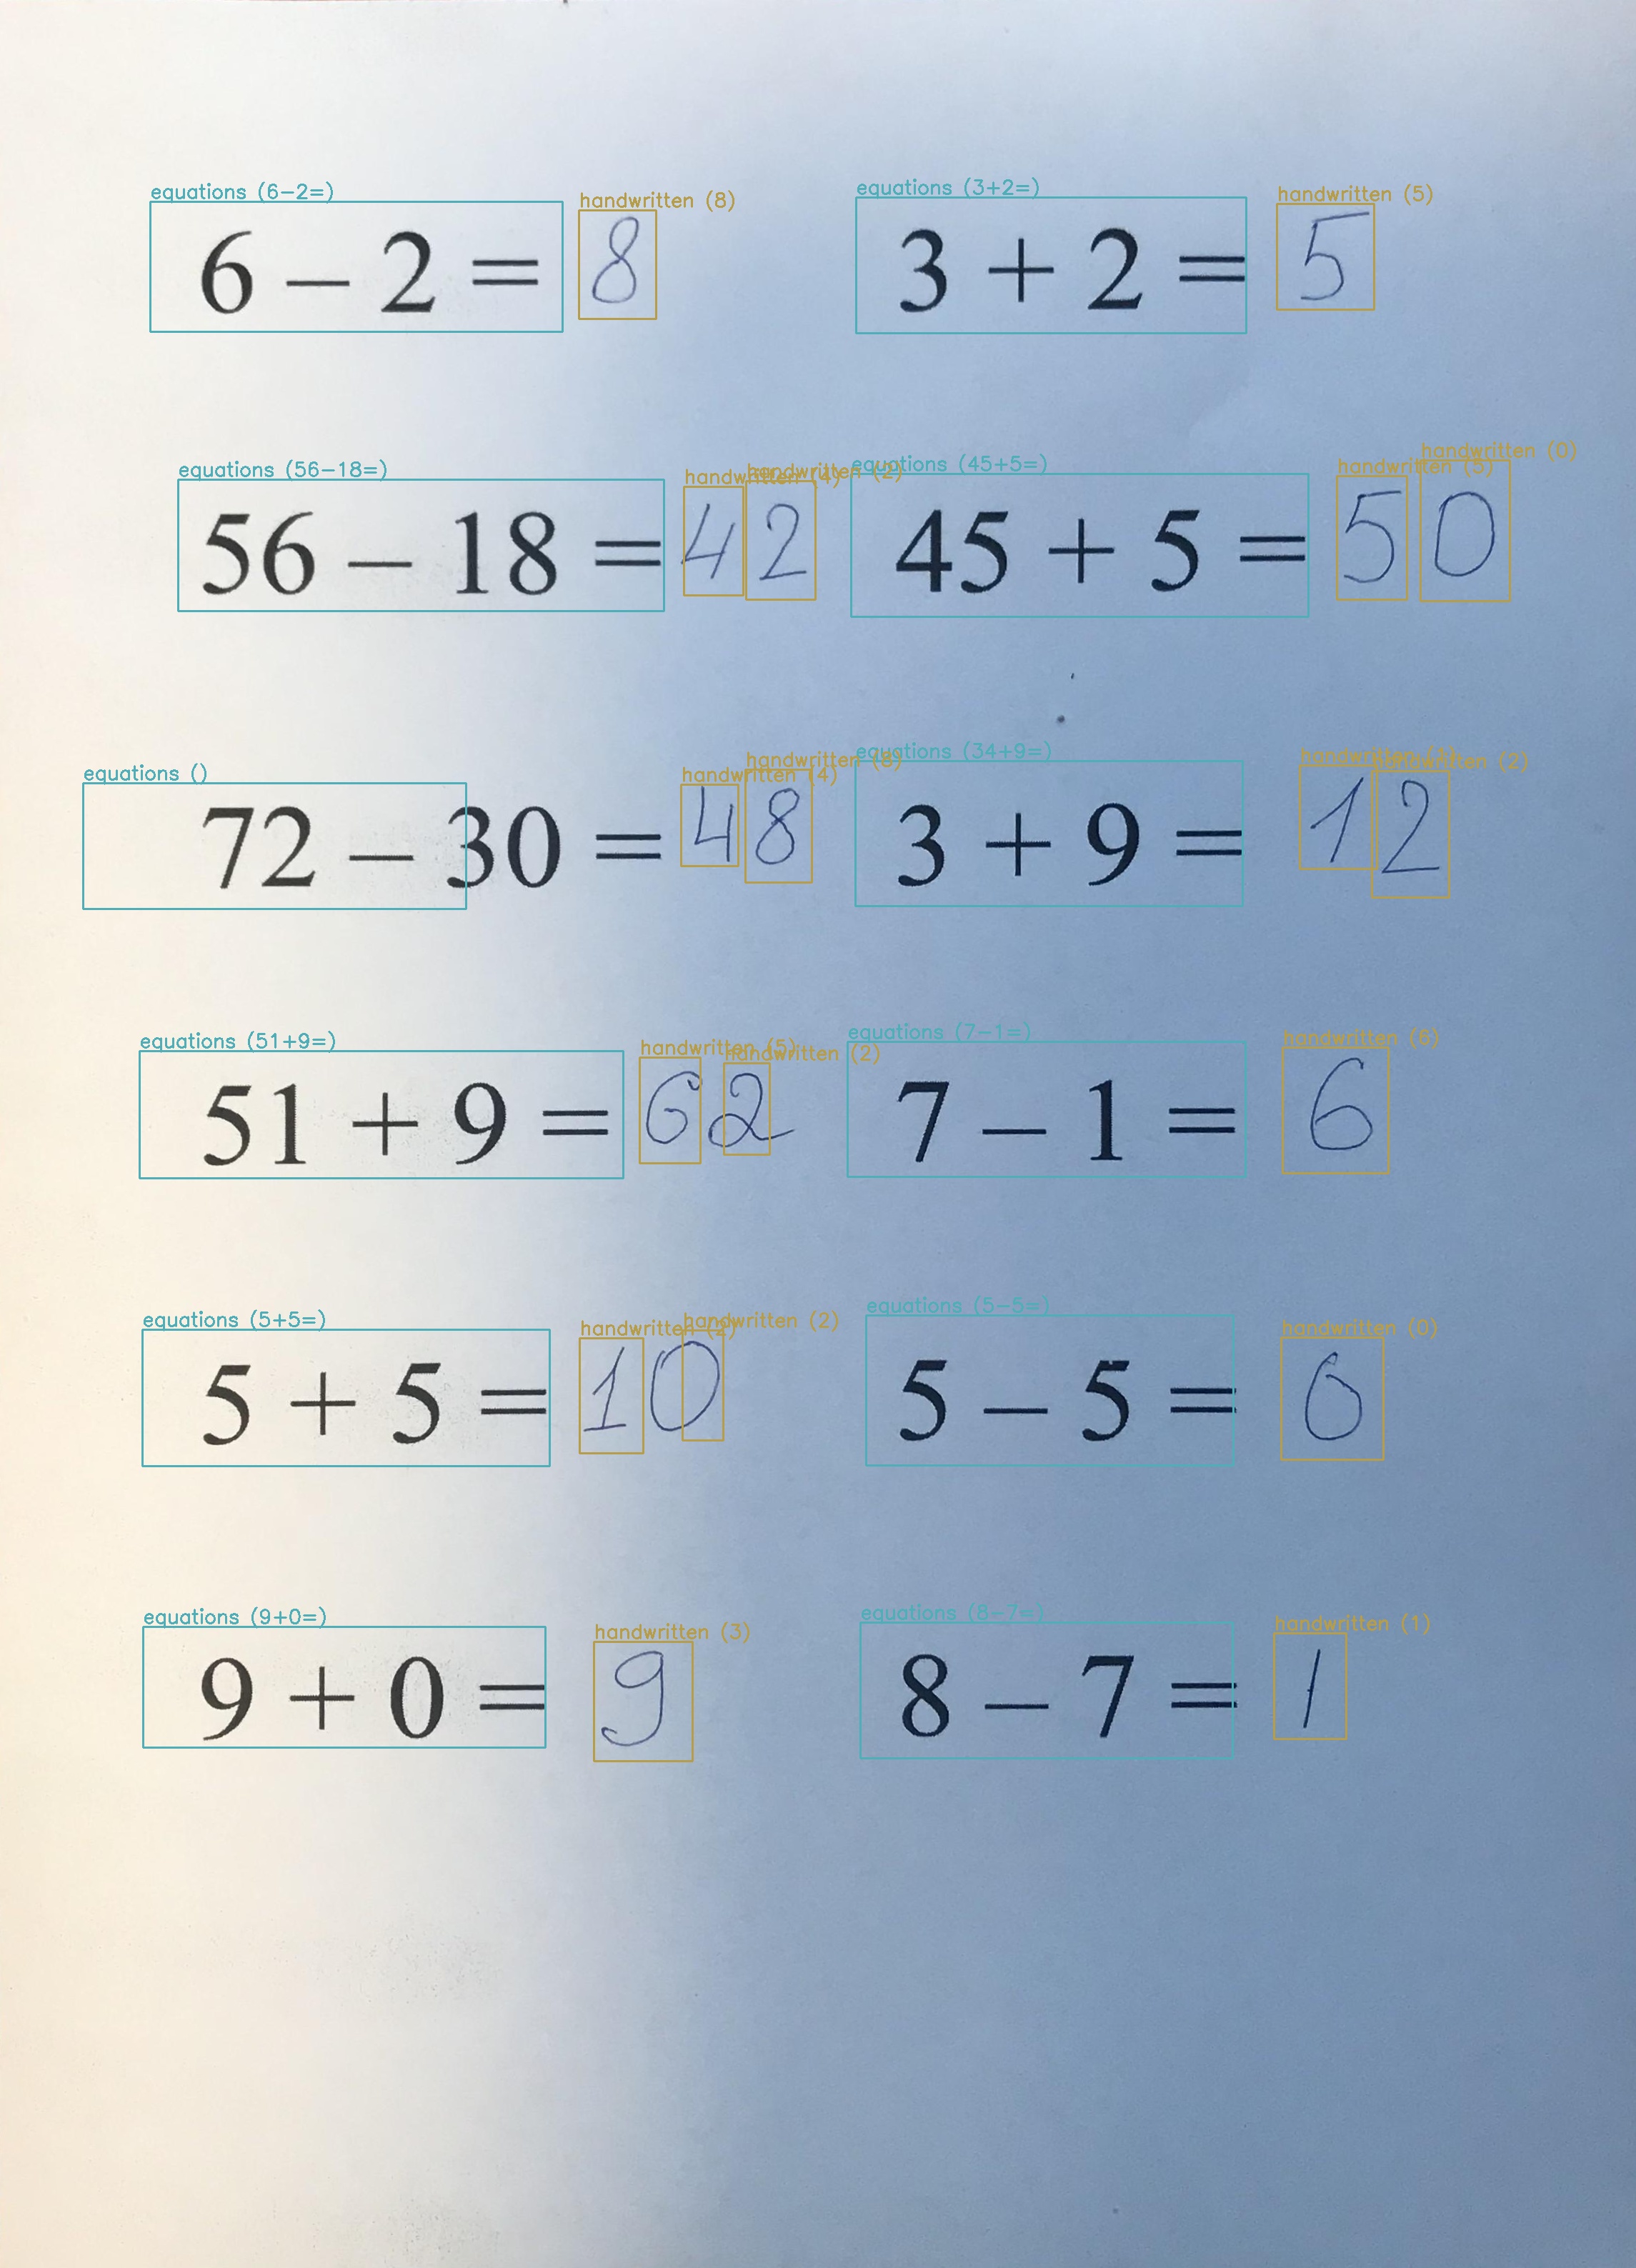 equations (6-2=) handwritten (8) equations (3+2=) handwritten (5)
6 – 2 = 8 3 + 2 = 5
equations (56-18=) handwritten (4) handwritten (2) equations (45+5=) handwritten (5) handwritten (0)
56 – 18 = 42 45 + 5 = 50
equations () handwritten (4) handwritten (8) equations (34+9=) handwritten (1) handwritten (2)
72 – 30 = 48 3 + 9 = 12
equations (51+9=) handwritten (5) handwritten (2) equations (7-1=) handwritten (6)
51 + 9 = 62 7 – 1 = 6
equations (5+5=) handwritten (2) handwritten (2) equations (5-5=) handwritten (0)
5 + 5 = 10 5 – 5 = 0
equations (9+0=) handwritten (3) equations (8-7=) handwritten (1)
9 + 0 = 9 8 – 7 = 1